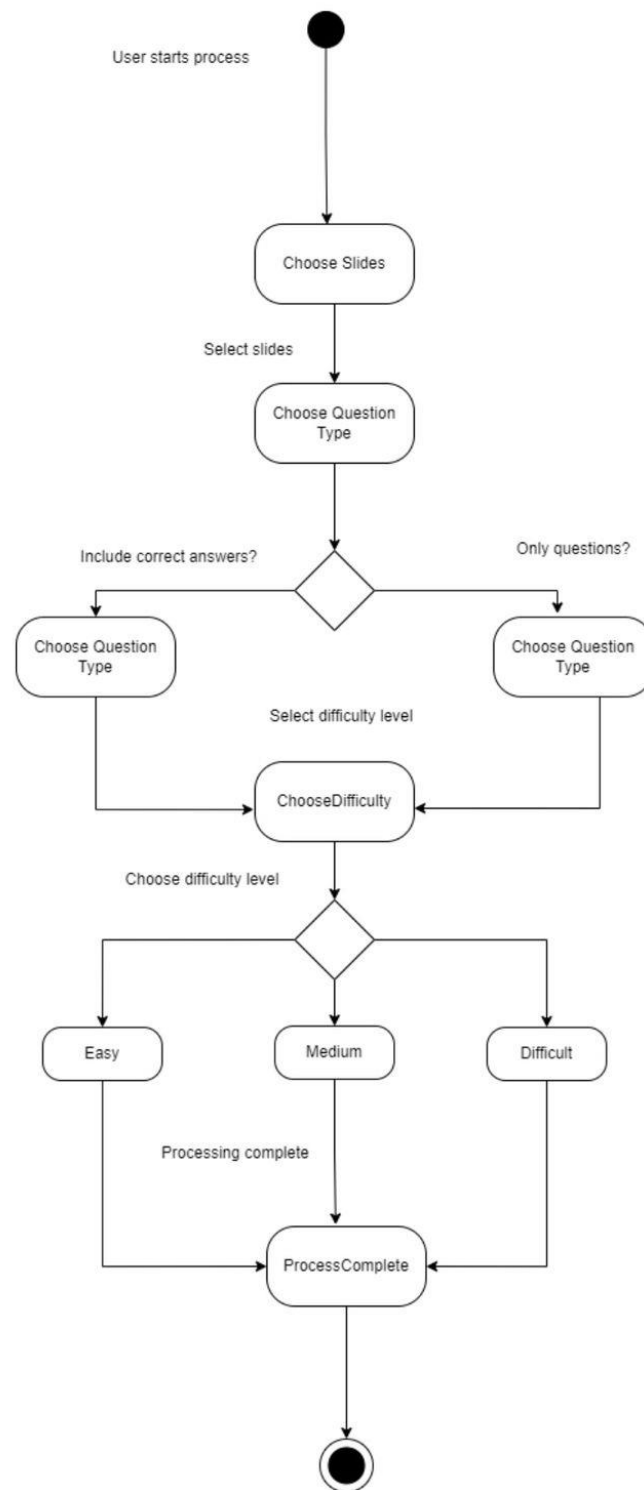 User starts process
Choose Slides
Select slides
Choose Question
Type
Include correct answers?
Only questions?
Choose Question
Type
Choose Question
Type
Select difficulty level
ChooseDifficulty
Choose difficulty level
Easy
Medium
Difficult
Processing complete
ProcessComplete